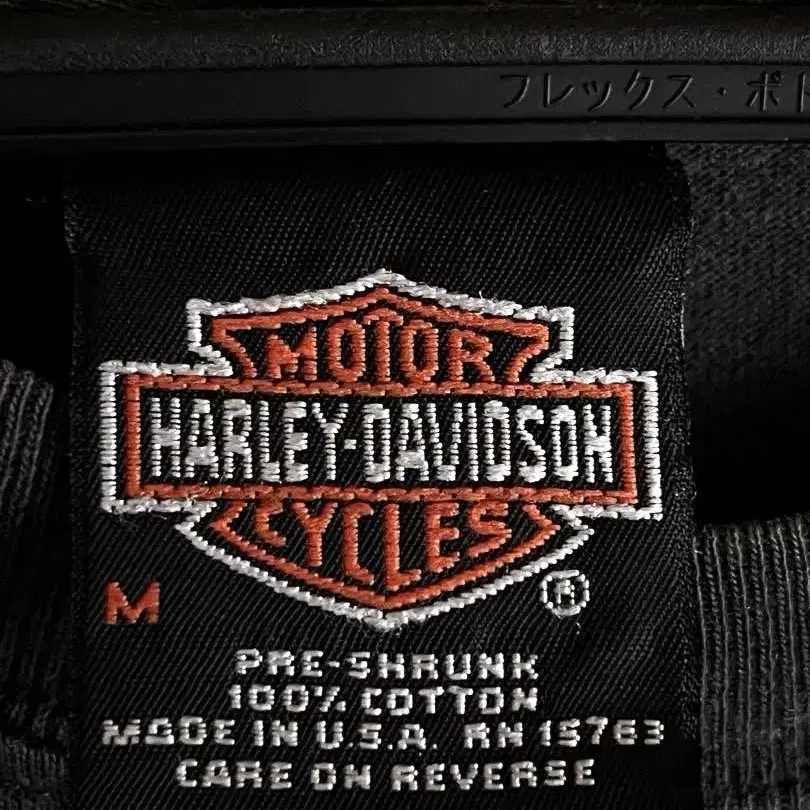 フレックス・ボト
MOTOR
HARLEY-DAVIDSON
CYCLES
M ®
PRE-SHRUNK
100% COTTON
MADE IN U.S.A. RN 15763
CARE ON REVERSE